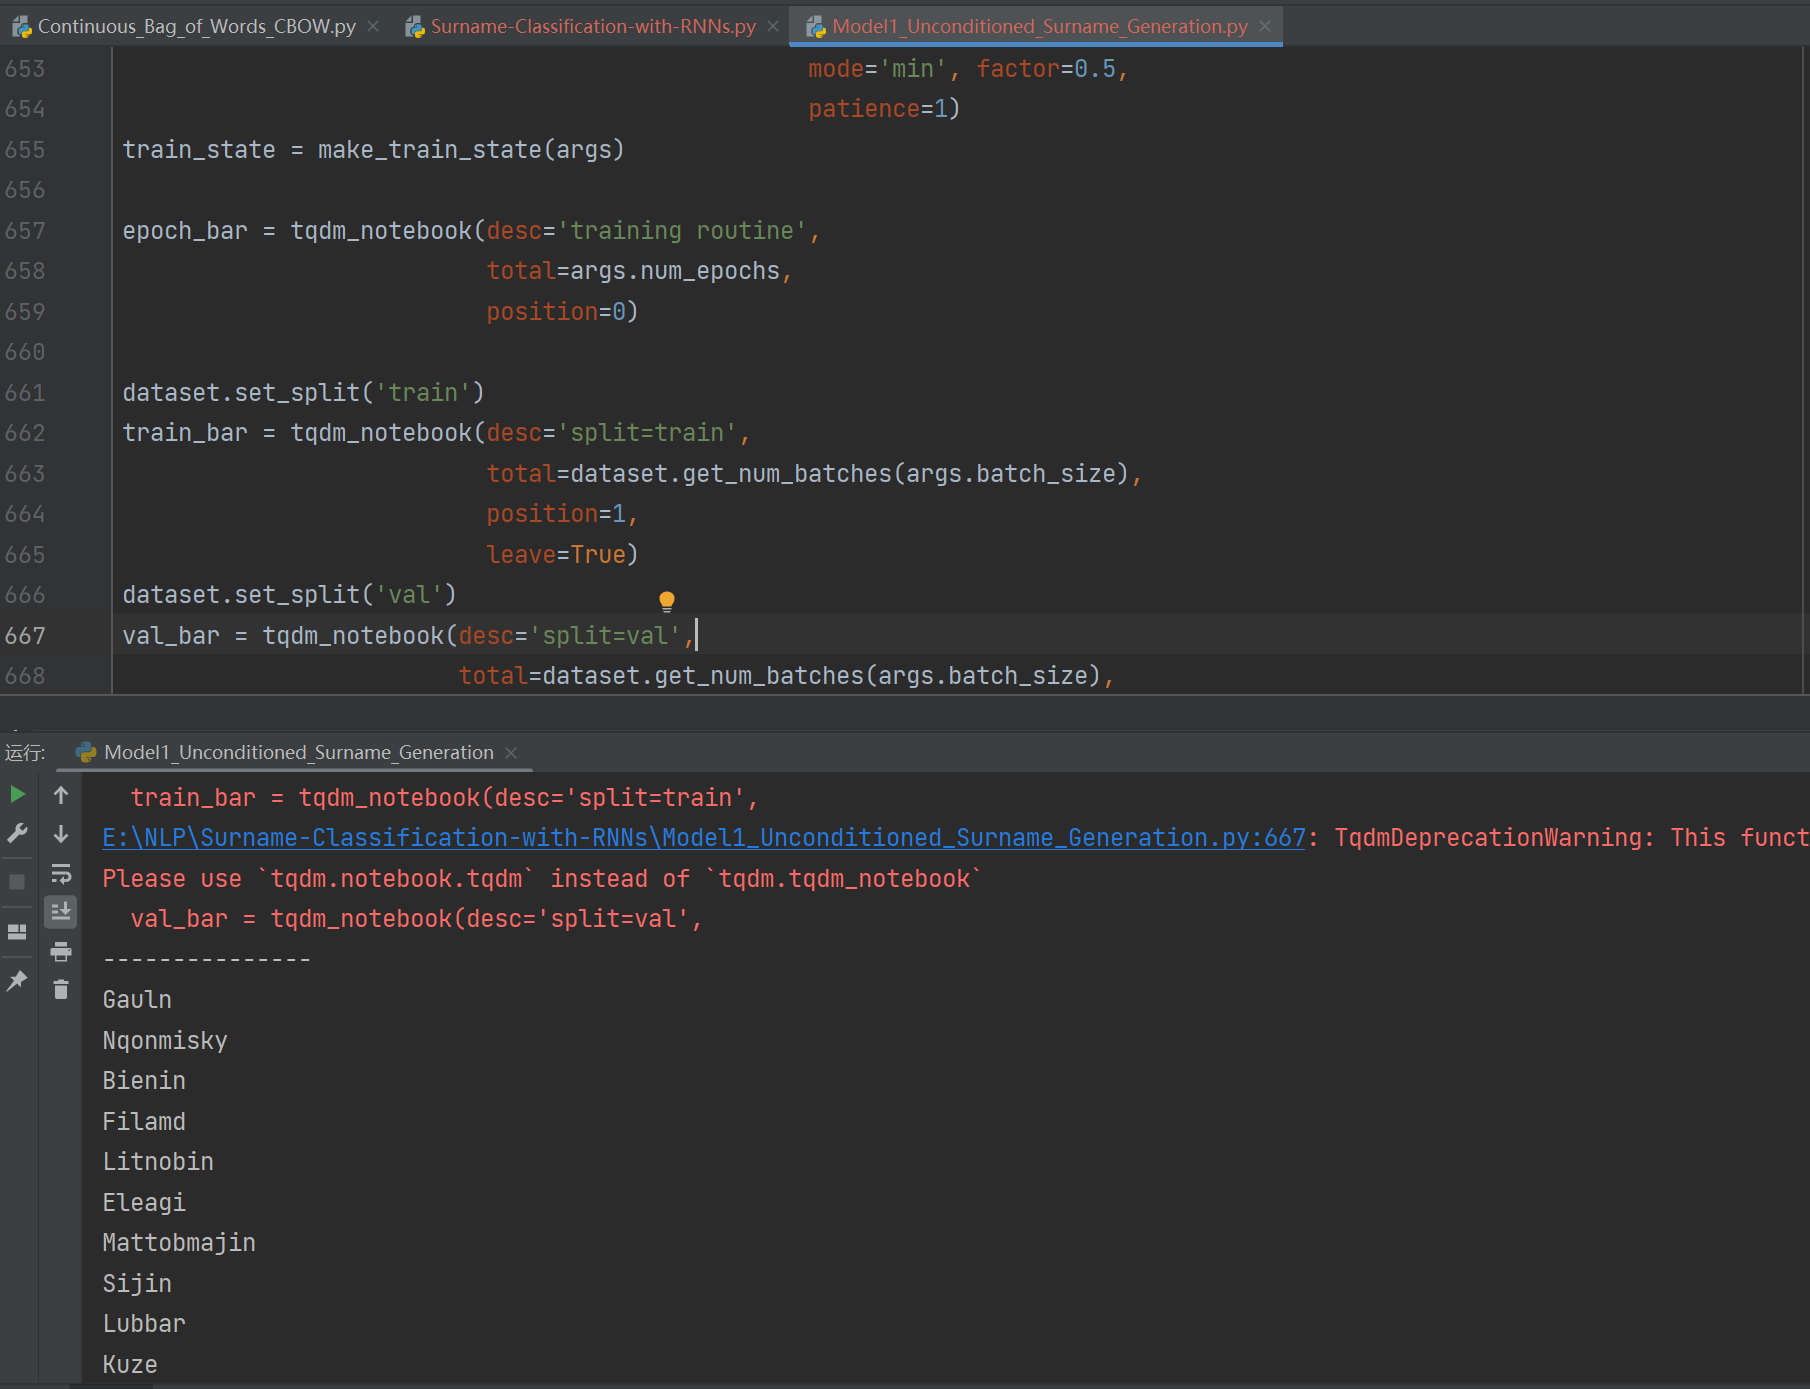 Continuous_Bag_of_Words_CBOW.py Surname-Classification-with-RNNs.py Model1_Unconditioned_Surname_Generation.py
653 mode='min', factor=0.5,
654 patience=1)
655 train_state = make_train_state(args)
656
657 epoch_bar = tqdm_notebook(desc='training routine',
658 total=args.num_epochs,
659 position=0)
660
661 dataset.set_split('train')
662 train_bar = tqdm_notebook(desc='split=train',
663 total=dataset.get_num_batches(args.batch_size),
664 position=1,
665 leave=True)
666 dataset.set_split('val')
667 val_bar = tqdm_notebook(desc='split=val',
668 total=dataset.get_num_batches(args.batch_size),
运行: Model1_Unconditioned_Surname_Generation
train_bar = tqdm_notebook(desc='split=train',
E:\NLP\Surname-Classification-with-RNNs\Model1_Unconditioned_Surname_Generation.py:667: TqdmDeprecationWarning: This funct
Please use `tqdm.notebook.tqdm` instead of `tqdm.tqdm_notebook`
val_bar = tqdm_notebook(desc='split=val',
---------------
Gauln
Nqonmisky
Bienin
Filamd
Litnobin
Eleagi
Mattobmajin
Sijin
Lubbar
Kuze